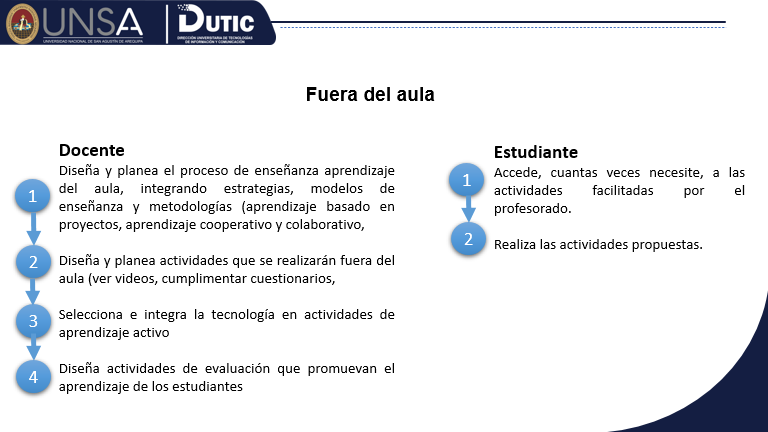 UNSA
UNIVERSIDAD NACIONAL DE SAN AGUSTÍN DE AREQUIPA
DUTIC
DIRECCIÓN UNIVERSITARIA DE TECNOLOGÍAS
DE INFORMACIÓN Y COMUNICACIÓN
Fuera del aula
Docente
1
Diseña y planea el proceso de enseñanza aprendizaje
del aula, integrando estrategias, modelos de
enseñanza y metodologías (aprendizaje basado en
proyectos, aprendizaje cooperativo y colaborativo,
2
Diseña y planea actividades que se realizarán fuera del
aula (ver videos, cumplimentar cuestionarios,
3
Selecciona e integra la tecnología en actividades de
aprendizaje activo
4
Diseña actividades de evaluación que promuevan el
aprendizaje de los estudiantes
Estudiante
1
Accede, cuantas veces necesite, a las
actividades facilitadas por el
profesorado.
2
Realiza las actividades propuestas.